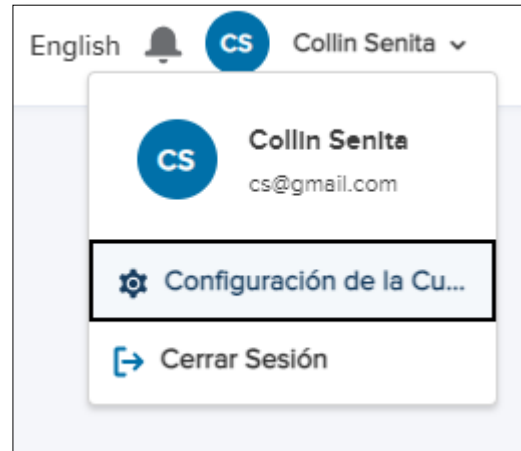 English CS Collin Senita
CS
Collin Senita
cs@gmail.com
Configuración de la Cu...
Cerrar Sesión